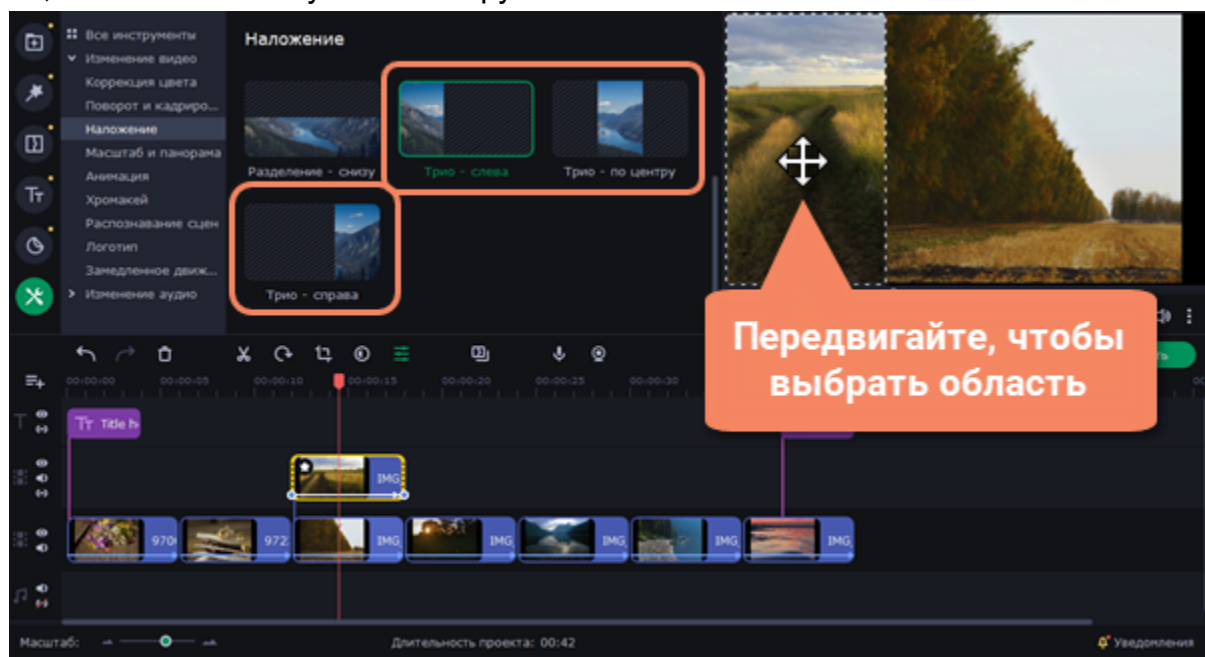 Все инструменты
Изменение видео
Коррекция цвета
Поворот и кадриро...
Наложение
Масштаб и панорама
Анимация
Хромакей
Распознавание сцен
Логотип
Замедленное движ...
Изменение аудио
Наложение
Разделение - снизу
Трио - слева
Трио - по центру
Трио - справа
Передвигайте, чтобы
выбрать область
00:00:00 00:00:05 00:00:10 00:00:15 00:00:20 00:00:25 00:00:30
Title h
IMG
970 972 IMG IMG IMG IMG IMG
Масштаб:
Длительность проекта: 00:42
Уведомления